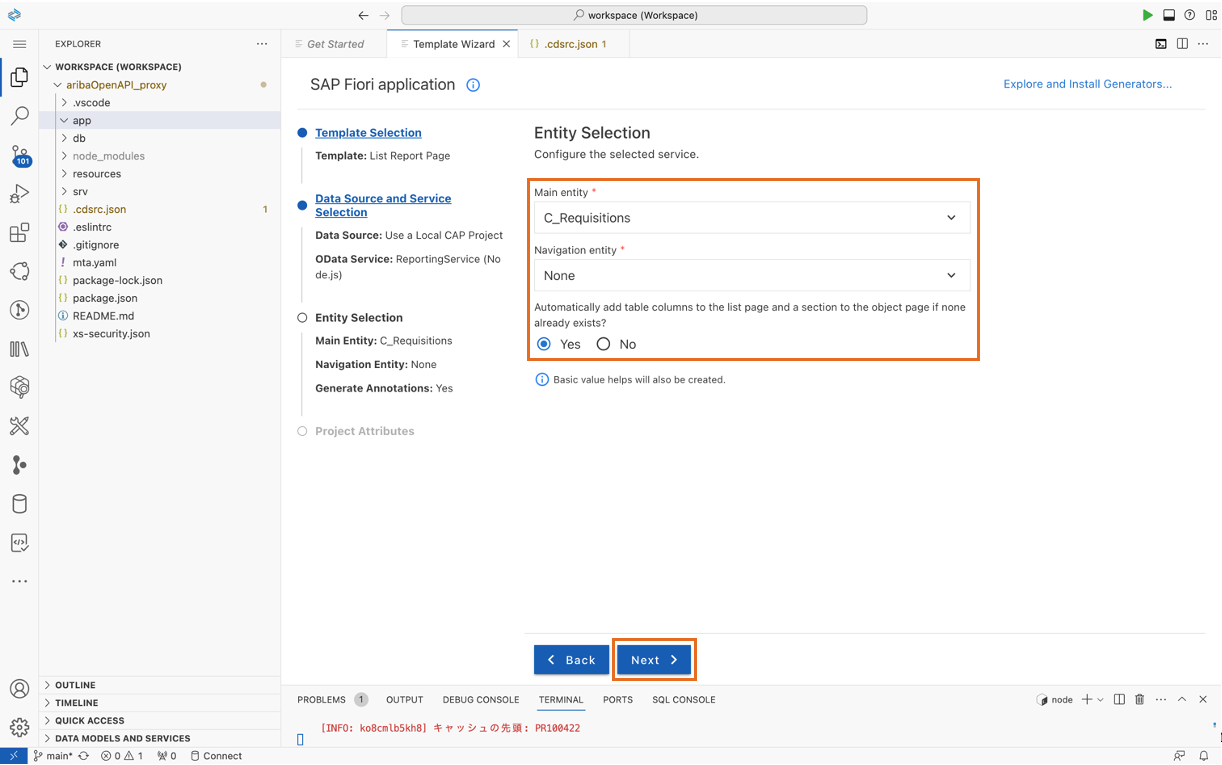 workspace (Workspace)
EXPLORER
Get Started
Template Wizard
{} .cdsrc.json 1
WORKSPACE (WORKSPACE)
aribaOpenAPI_proxy
.vscode
app
db
node_modules
resources
srv
{} .cdsrc.json 1
.eslintrc
.gitignore
! mta.yaml
{} package-lock.json
{} package.json
README.md
{} xs-security.json
101
OUTLINE
TIMELINE
QUICK ACCESS
DATA MODELS AND SERVICES
SAP Fiori application
Explore and Install Generators...
Template Selection
Template: List Report Page
Data Source and Service
Selection
Data Source: Use a Local CAP Project
OData Service: ReportingService (No
de.js)
Entity Selection
Main Entity: C_Requisitions
Navigation Entity: None
Generate Annotations: Yes
Project Attributes
Entity Selection
Configure the selected service.
Main entity *
C_Requisitions
Navigation entity *
None
Automatically add table columns to the list page and a section to the object page if none
already exists?
Yes
No
Basic value helps will also be created.
Back
Next
PROBLEMS 1
OUTPUT
DEBUG CONSOLE
TERMINAL
PORTS
SQL CONSOLE
node
[INFO: ko8cmlb5kh8] キャッシュの先頭: PR100422
main*
0
1
0
Connect